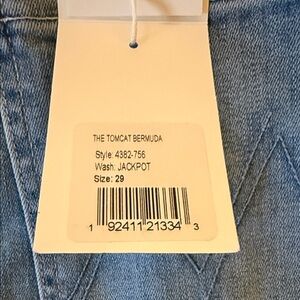 THE TOMCAT BERMUDA
Style: 4382-756
Wash: JACKPOT
Size: 29
1 92411 21334 3